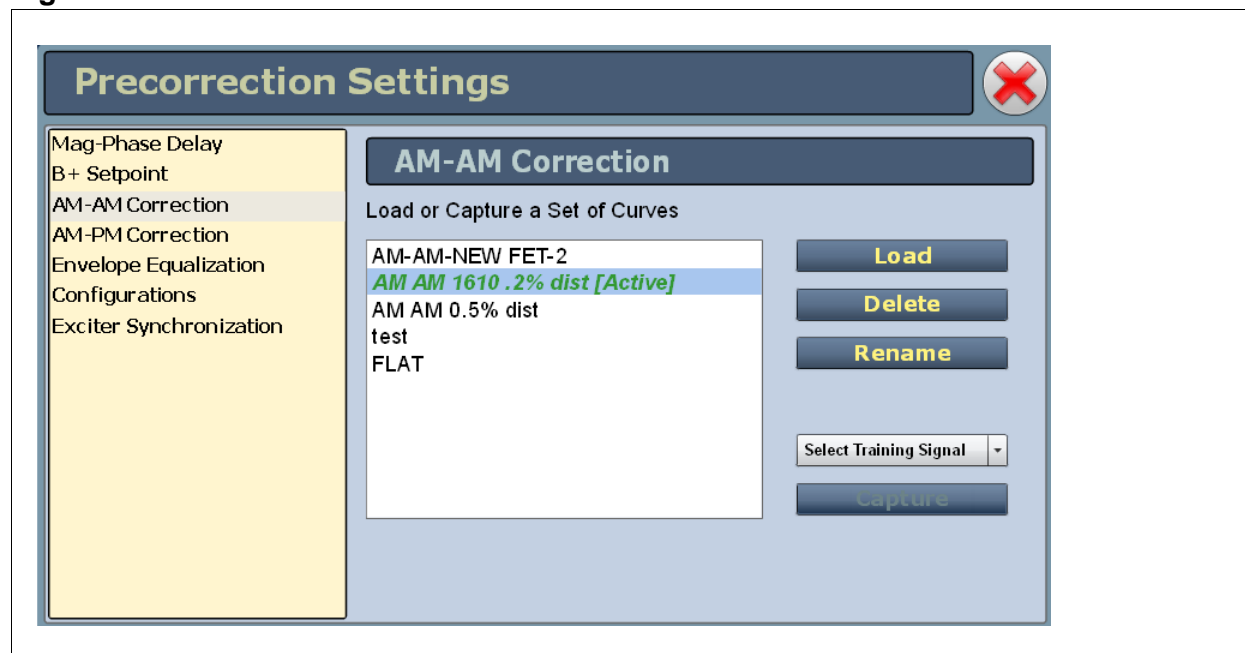 Precorrection Settings
Mag-Phase Delay
B+ Setpoint
AM-AM Correction
AM-PM Correction
Envelope Equalization
Configurations
Exciter Synchronization
AM-AM Correction
Load or Capture a Set of Curves
AM-AM-NEW FET-2
AM AM 1610 .2% dist [Active]
AM AM 0.5% dist
test
FLAT
Load
Delete
Rename
Select Training Signal
Capture